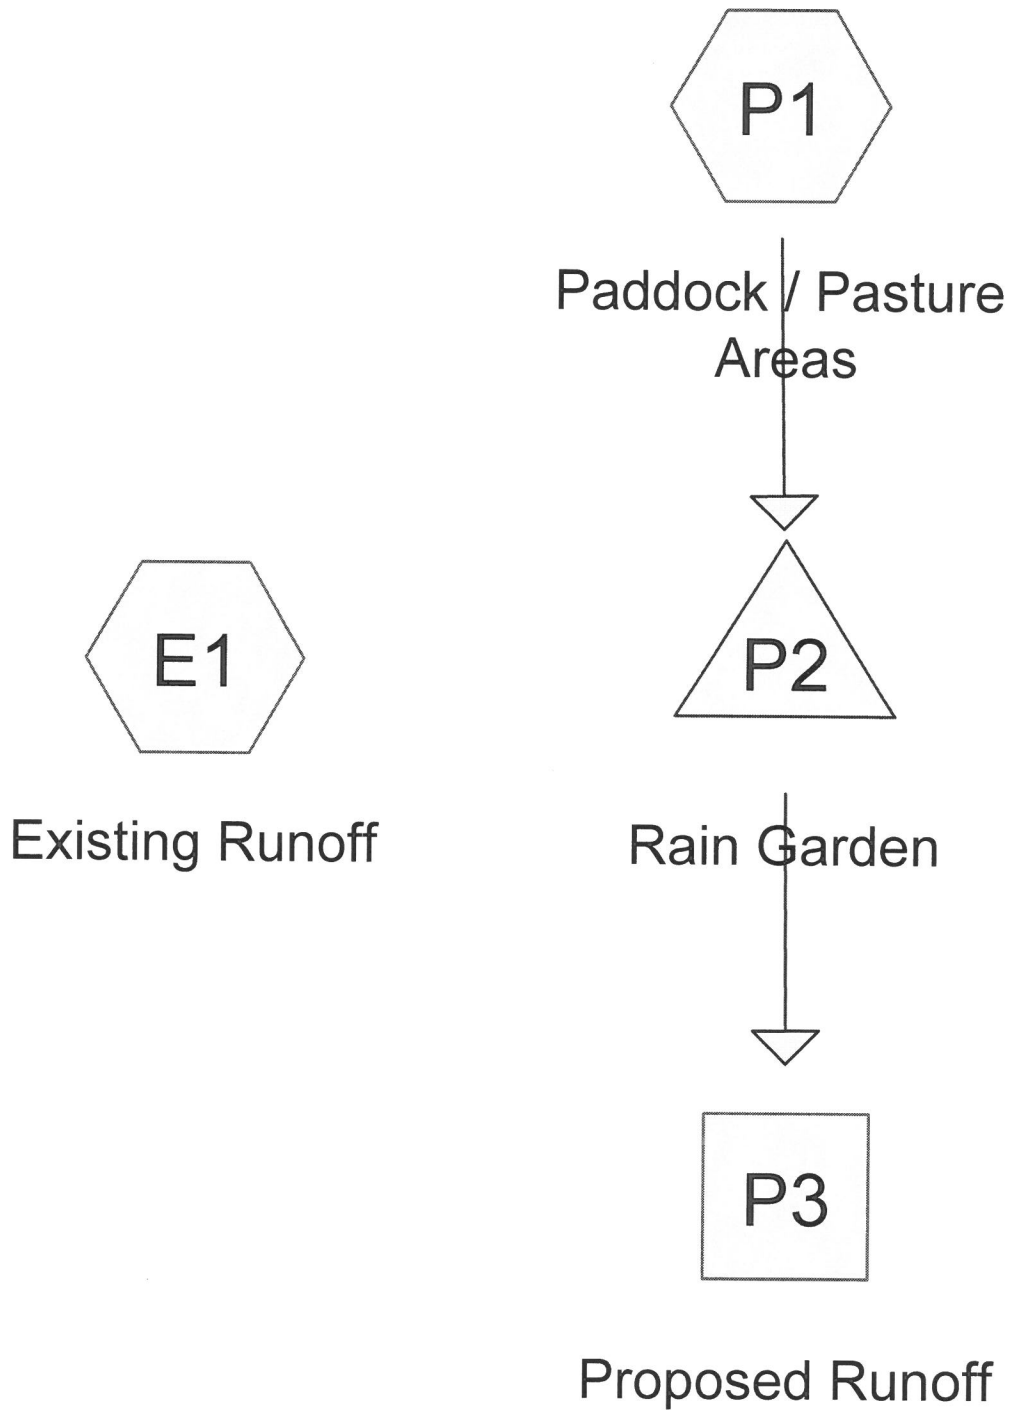 P1
Paddock / Pasture
Areas
E1
Existing Runoff
P2
Rain Garden
P3
Proposed Runoff